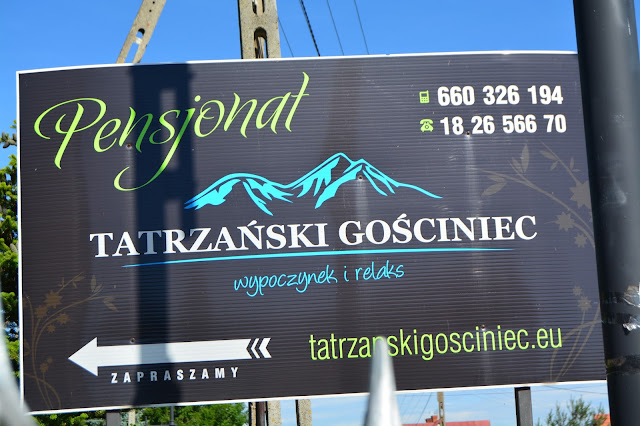 Pensjonat
660 326 194
18 26 566 70
TATRZAŃSKI GOŚCINIEC
wypoczynek i relaks
ZAPRASZAMY
tatrzanskigosciniec.eu